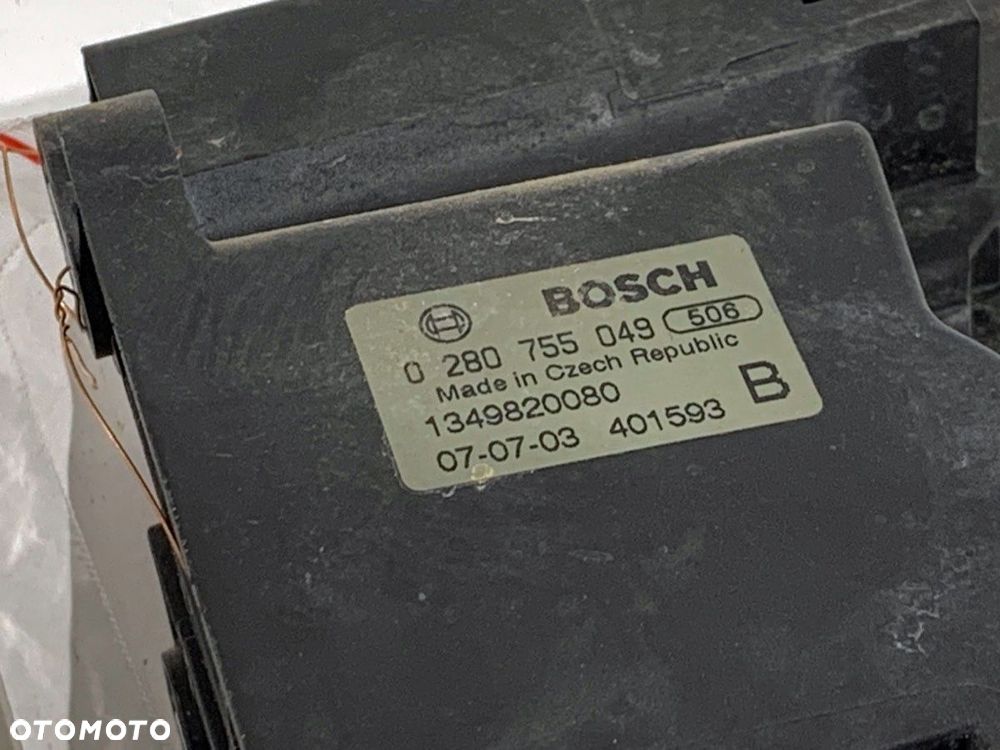 BOSCH
0 280 755 049 506
Made in Czech Republic
1349820080
B
07-07-03 401593
OTOMOTO